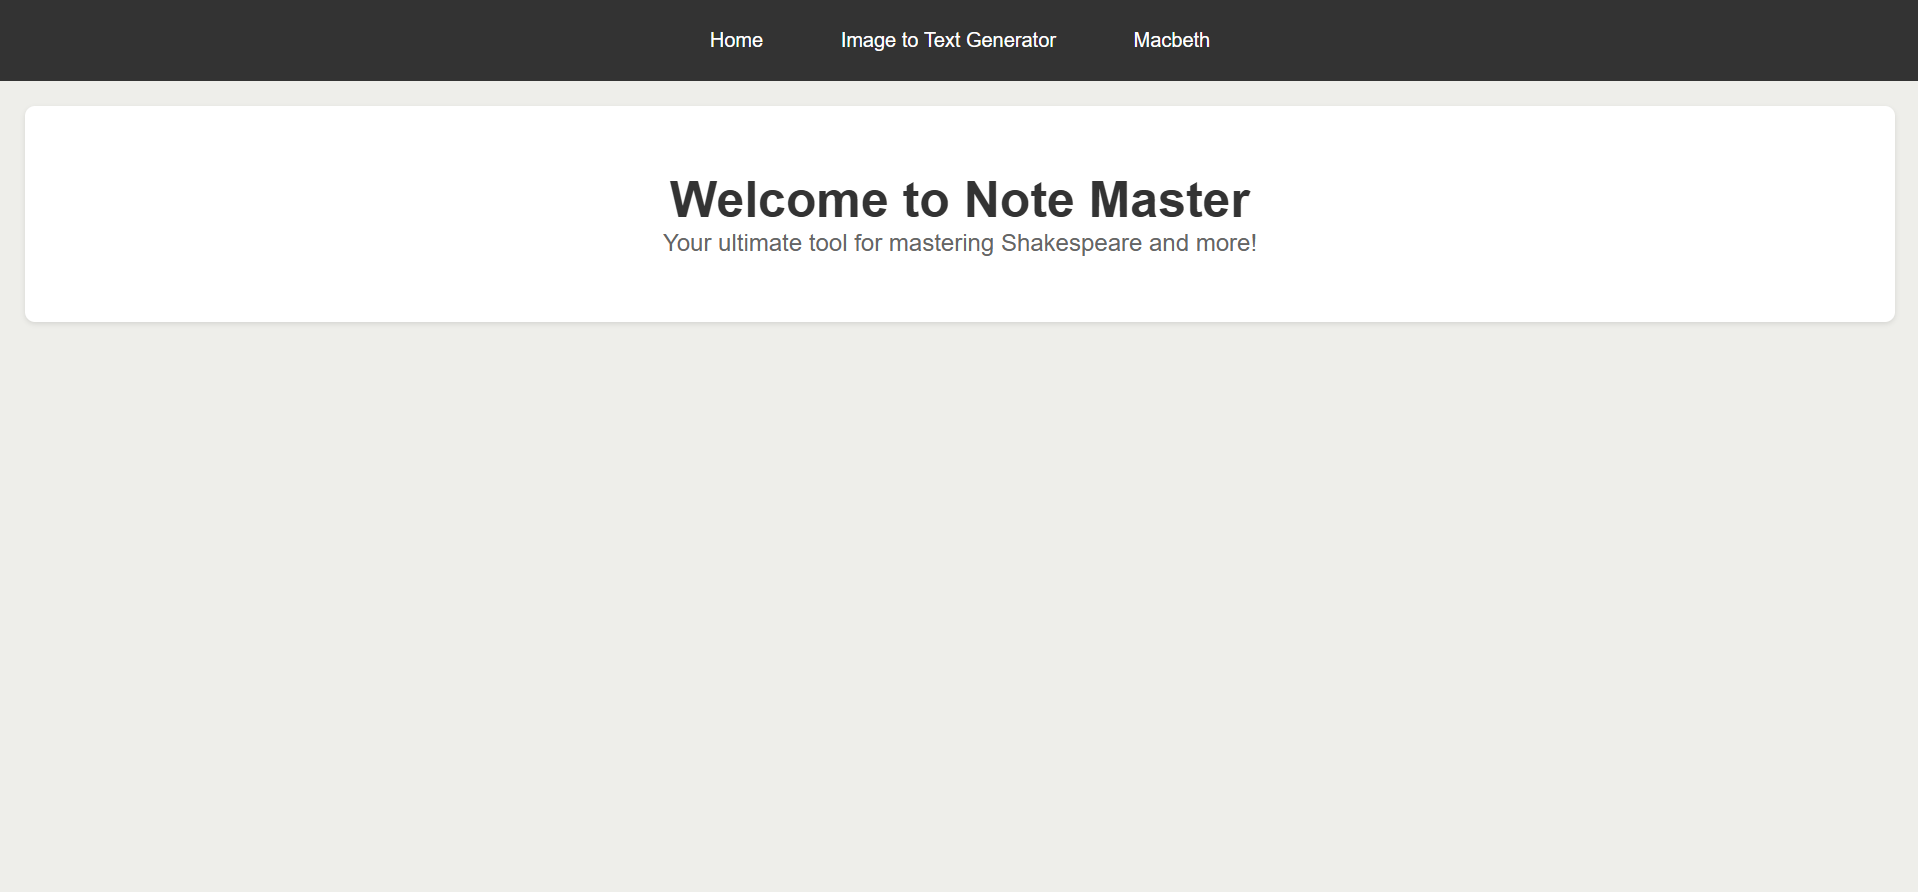 Home Image to Text Generator Macbeth
Welcome to Note Master
Your ultimate tool for mastering Shakespeare and more!